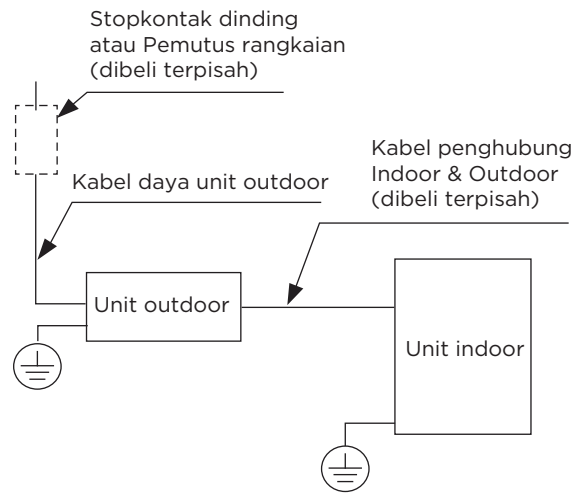 Stopkontak dinding
atau Pemutus rangkaian
(dibeli terpisah)
Kabel penghubung
Indoor & Outdoor
(dibeli terpisah)
Kabel daya unit outdoor
Unit outdoor
Unit indoor